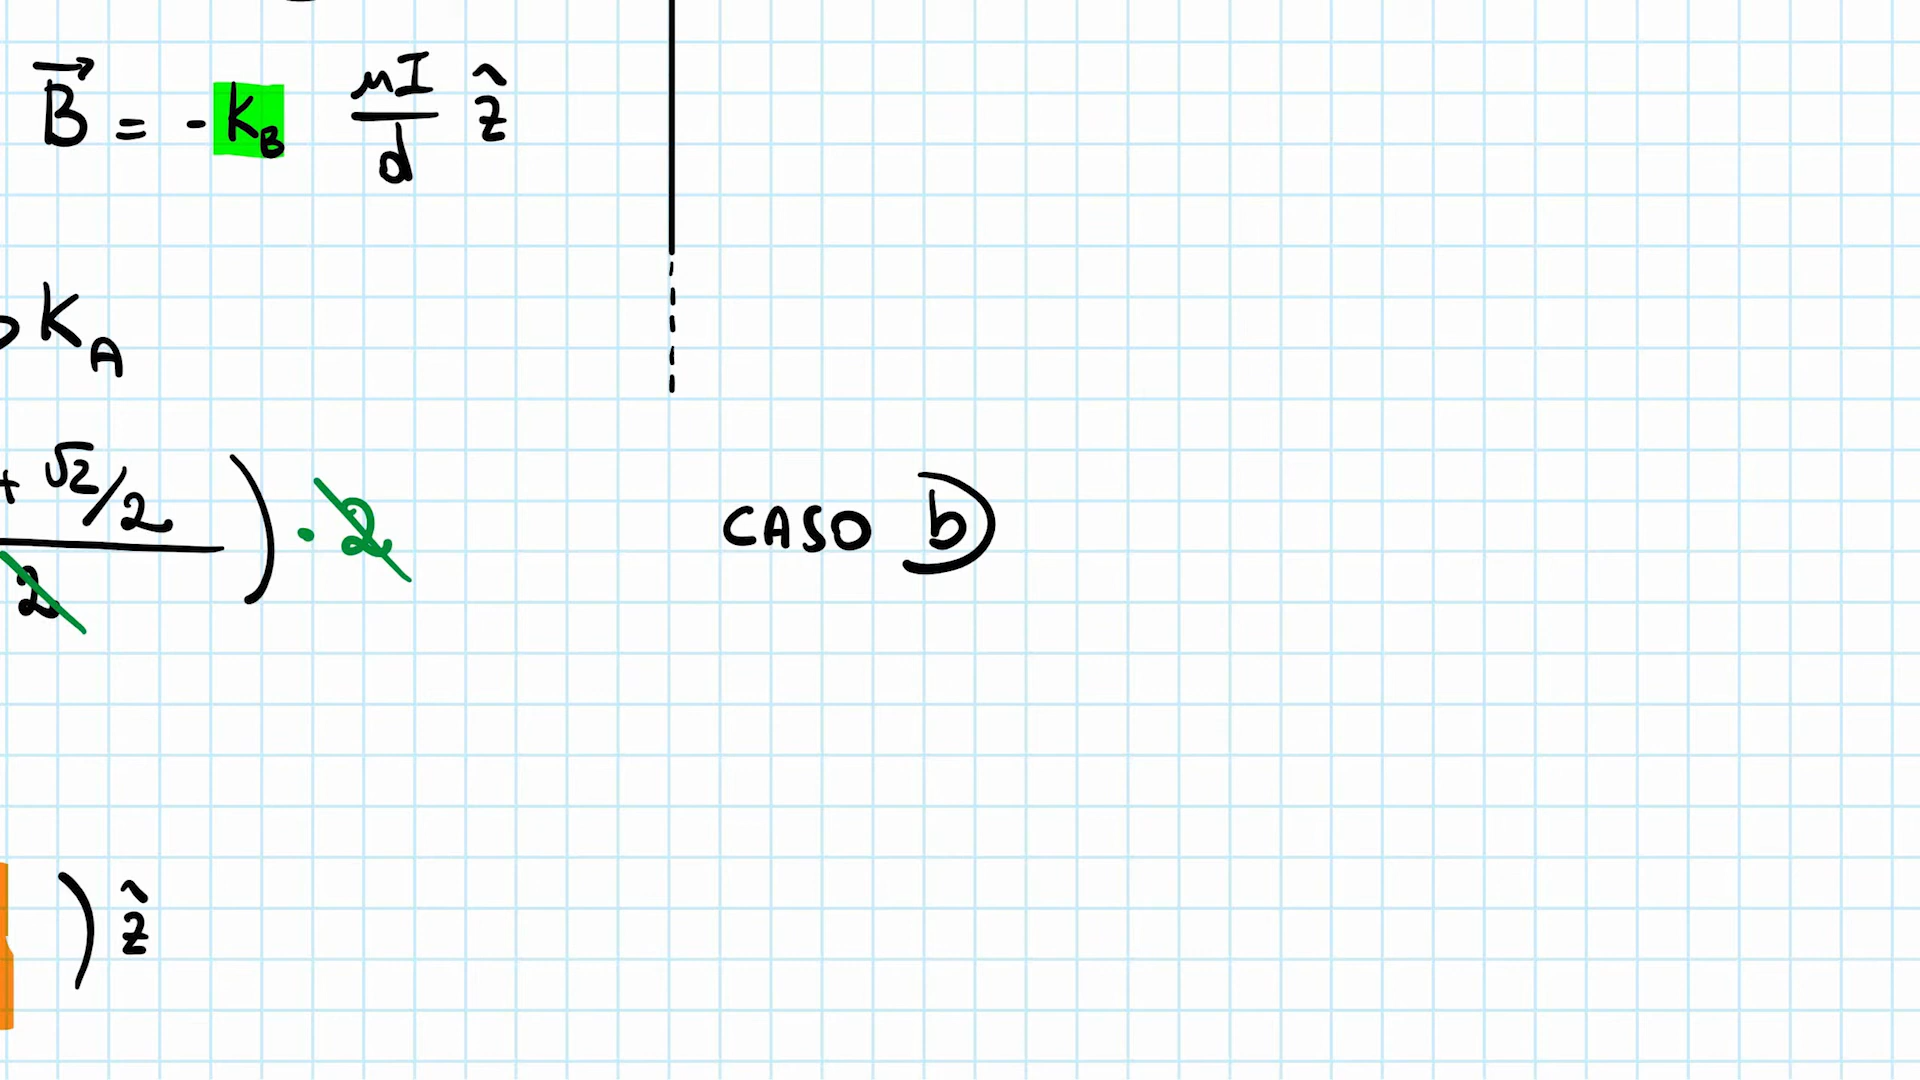 B⃗ = - K_B μI/d ẑ
K_A
+ √2/2 / 2 ) · 2
CASO b)
) ẑ